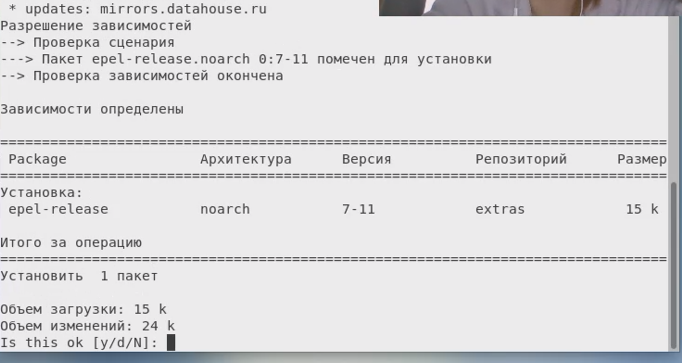 * updates: mirrors.datahouse.ru
Разрешение зависимостей
--> Проверка сценария
---> Пакет epel-release.noarch 0:7-11 помечен для установки
--> Проверка зависимостей окончена
Зависимости определены
================================================================================
Package Архитектура Версия Репозиторий Размер
================================================================================
Установка:
epel-release noarch 7-11 extras 15 k
Итого за операцию
================================================================================
Установить 1 пакет
Объем загрузки: 15 k
Объем изменений: 24 k
Is this ok [y/d/N]: